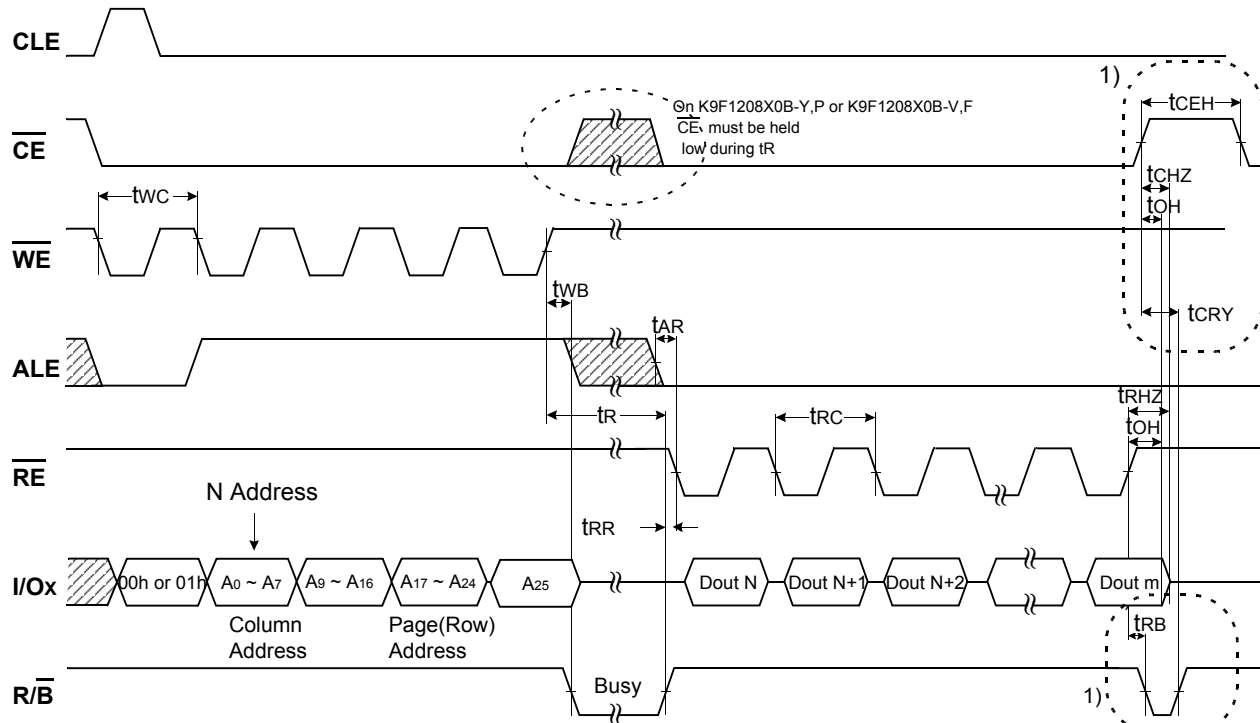 CLE
1)
tCEH
On K9F1208X0B-Y,P or K9F1208X0B-V,F
CE must be held
low during tR
CE
tCHZ
tOH
tWC
WE
tWB
tCRY
tAR
ALE
tR
tRC
tRHZ
tOH
RE
N Address
tRR
I/Ox
00h or 01h
A0 ~ A7
A9 ~ A16
A17 ~ A24
A25
Dout N
Dout N+1
Dout N+2
Dout m
Column
Address
Page(Row)
Address
tRB
R/B
Busy
1)